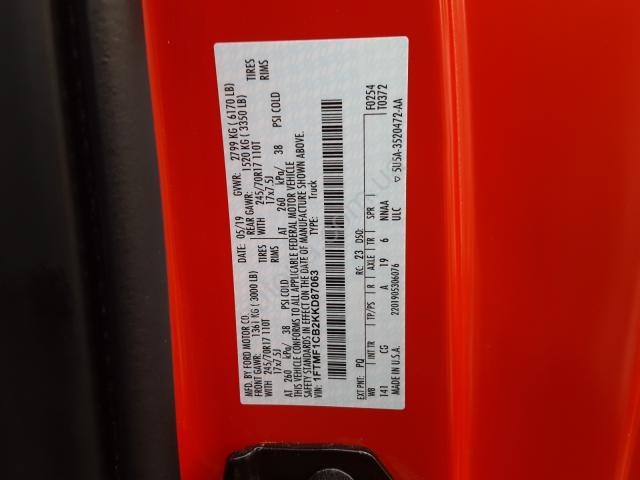 MFD. BY FORD MOTOR CO.
DATE: 05/19 GVWR: 2799 KG ( 6170 LB)
FRONT GAWR: 1361 KG ( 3000 LB) REAR GAWR: 1520 KG ( 3350 LB)
WITH 245/70R17 110T TIRES WITH 245/70R17 110T TIRES
17x7.5J RIMS 17x7.5J RIMS
AT 260 kPa/ 38 PSI COLD AT 260 kPa/ 38 PSI COLD
THIS VEHICLE CONFORMS TO ALL APPLICABLE FEDERAL MOTOR VEHICLE
SAFETY STANDARDS IN EFFECT ON THE DATE OF MANUFACTURE SHOWN ABOVE.
VIN: 1FTMF1CB2KKD87063 TYPE: Truck
F0254
T0372
EXT PNT: PQ RC: 23 DSO:
WB INT TR TP/PS R AXLE TR SPR
141 CG A 19 6 NNAA
MADE IN U.S.A. 2201905306076 ULC
5U5A-3520472-AA